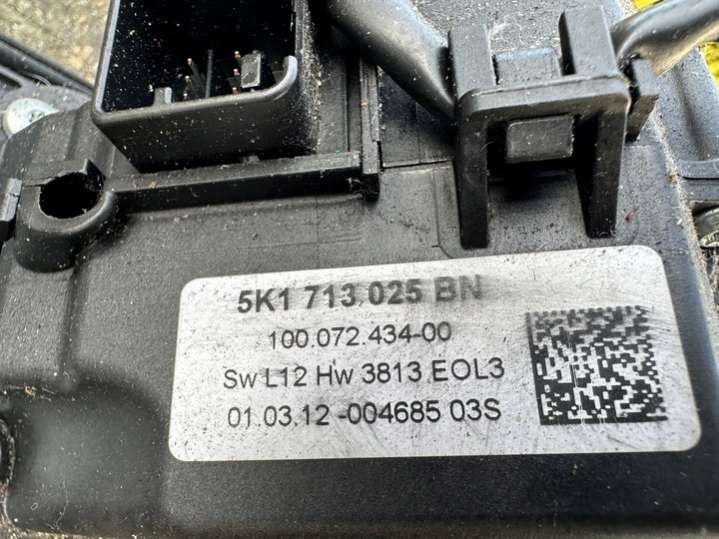 5K1 713 025 BN
100.072.434-00
Sw L12 Hw 3813 EOL3
01.03.12 -004685 03S